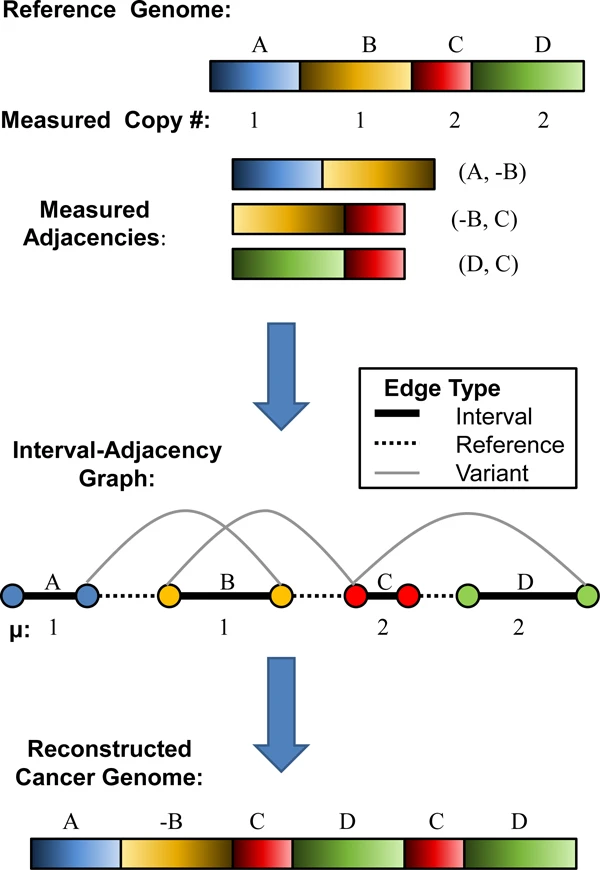 Reference Genome:
A B C D
Measured Copy #: 1 1 2 2
(A, -B)
Measured
Adjacencies:
(-B, C)
(D, C)
Edge Type
Interval
Reference
Variant
Interval-Adjacency
Graph:
A B C D
μ: 1 1 2 2
Reconstructed
Cancer Genome:
A -B C D C D